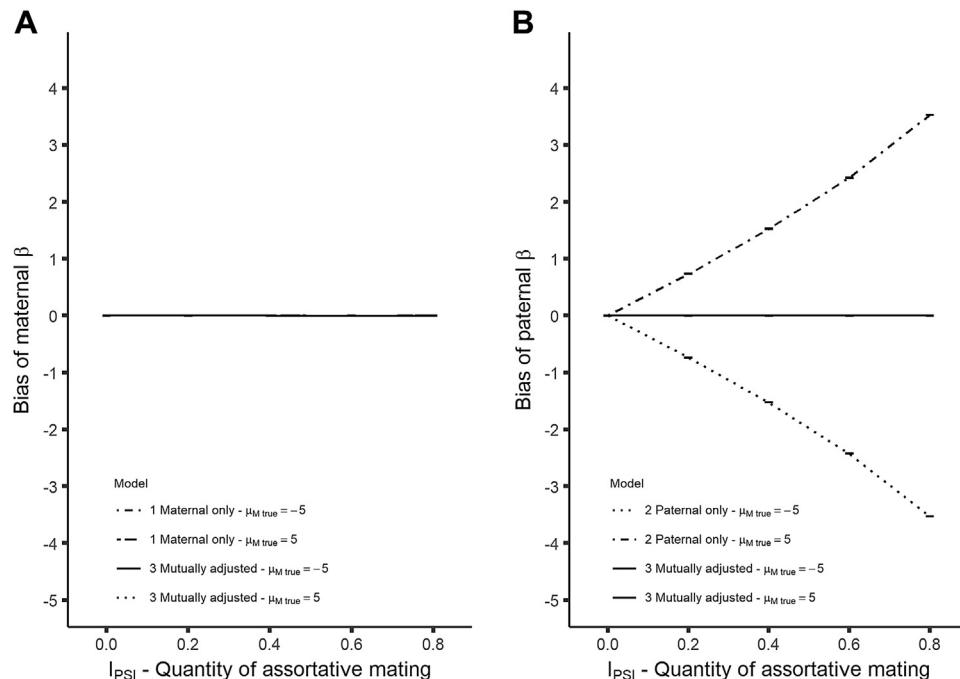 A
Bias of maternal β
4
3
2
1
0
-1
-2
-3
-4
-5
Model
1 Maternal only - μM true = −5
1 Maternal only - μM true = 5
3 Mutually adjusted - μM true = −5
3 Mutually adjusted - μM true = 5
0.0 0.2 0.4 0.6 0.8
IPSI - Quantity of assortative mating
B
Bias of paternal β
4
3
2
1
0
-1
-2
-3
-4
-5
Model
2 Paternal only - μM true = −5
2 Paternal only - μM true = 5
3 Mutually adjusted - μM true = −5
3 Mutually adjusted - μM true = 5
0.0 0.2 0.4 0.6 0.8
IPSI - Quantity of assortative mating